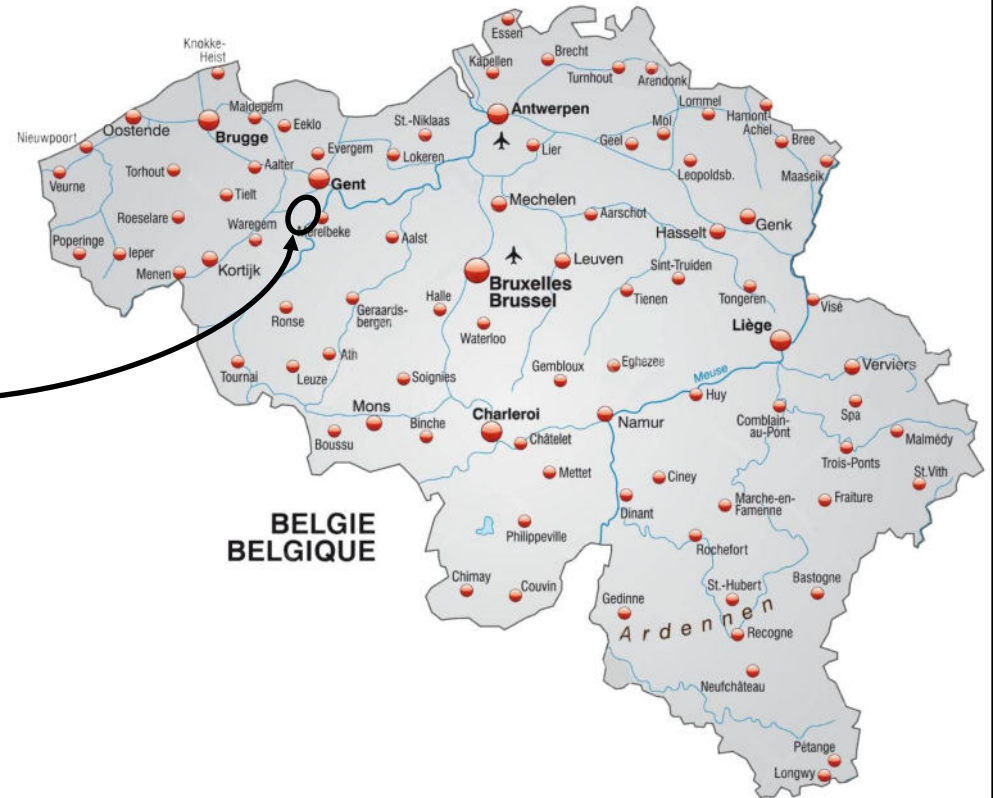 Essen
Knokke-
Heist
Kapellen
Brecht
Turnhout
Arendonk
Lommel
Hamont-
Achel
Maldegem
Oostende
Brugge
Eeklo
St.-Niklaas
Antwerpen
Mol
Geel
Bree
Nieuwpoort
Evergem
Lokeren
Lier
Leopoldsb.
Maaseik
Veurne
Torhout
Aalter
Gent
Tielt
Mechelen
Aarschot
Roeselare
Waregem
Merelbeke
Aalst
Hasselt
Genk
Poperinge
Ieper
Menen
Kortijk
Leuven
Sint-Truiden
Bruxelles
Brussel
Tienen
Tongeren
Visé
Ronse
Geraards-
bergen
Halle
Waterloo
Liège
Tournai
Leuze
Ath
Soignies
Gembloux
Eghezee
Meuse
Huy
Verviers
Mons
Boussu
Binche
Charleroi
Châtelet
Namur
Comblain-
au-Pont
Spa
Malmédy
Trois-Ponts
Mettet
Ciney
St.Vith
Dinant
Marche-en-
Famenne
Fraiture
BELGIE
BELGIQUE
Philippeville
Rochefort
Chimay
Couvin
Gedinne
St.-Hubert
Bastogne
Ardennen
Recogne
Neufchâteau
Pétange
Longwy